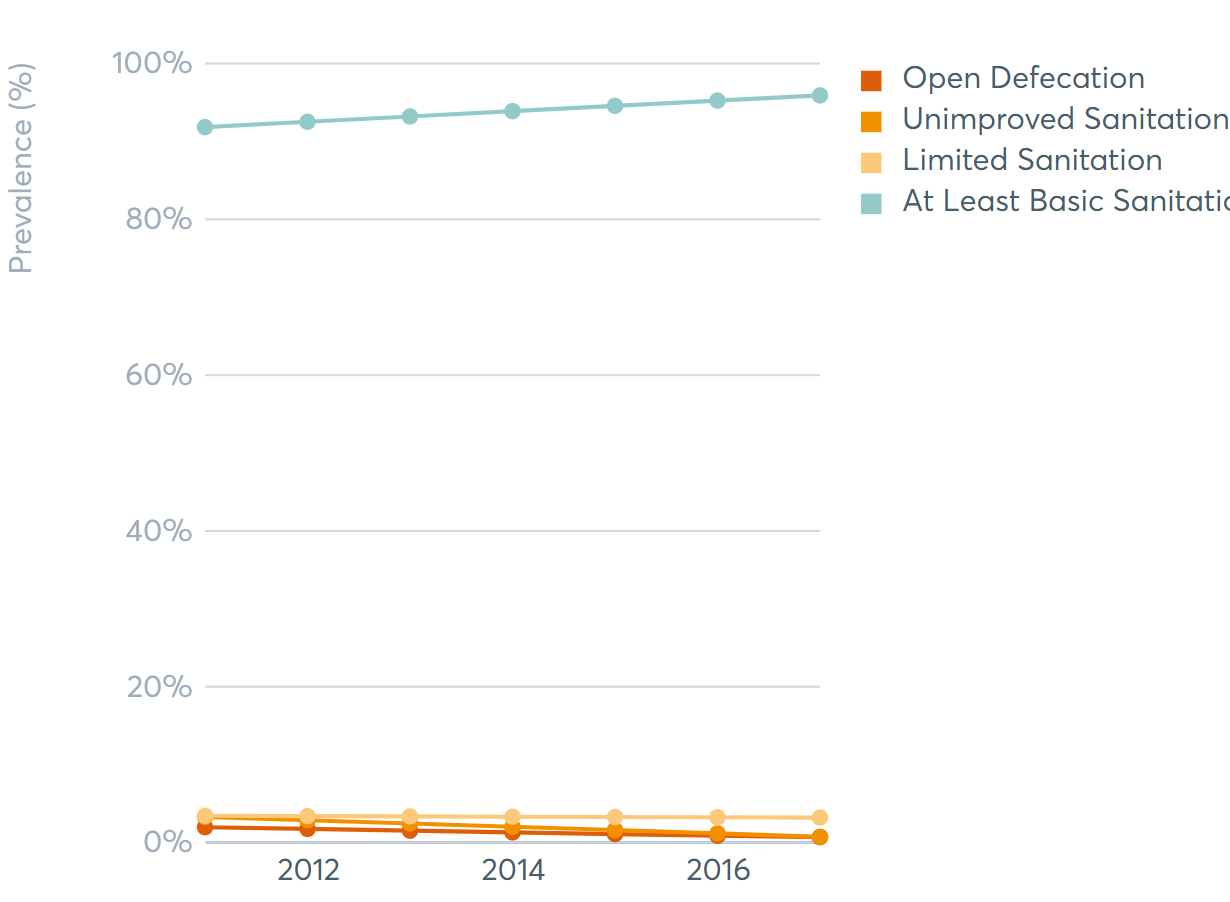 Prevalence (%)
100%
80%
60%
40%
20%
0%
2012
2014
2016
Open Defecation
Unimproved Sanitation
Limited Sanitation
At Least Basic Sanitatio